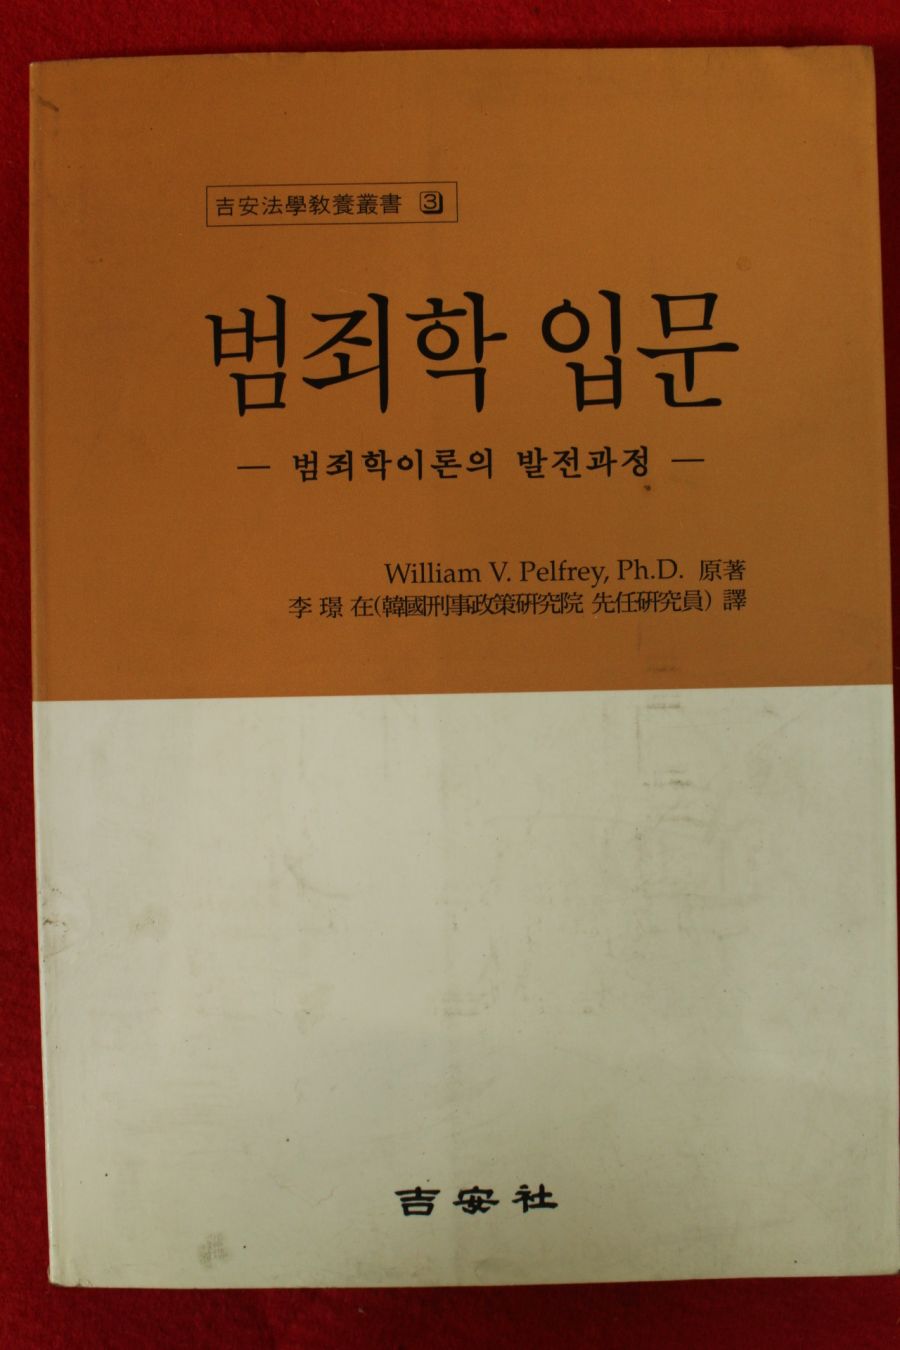 吉安法學敎養叢書 3
범죄학 입문
— 범죄학이론의 발전과정 —
William V. Pelfrey, Ph.D. 原著
李 璟 在(韓國刑事政策硏究院 先任硏究員) 譯
吉安社